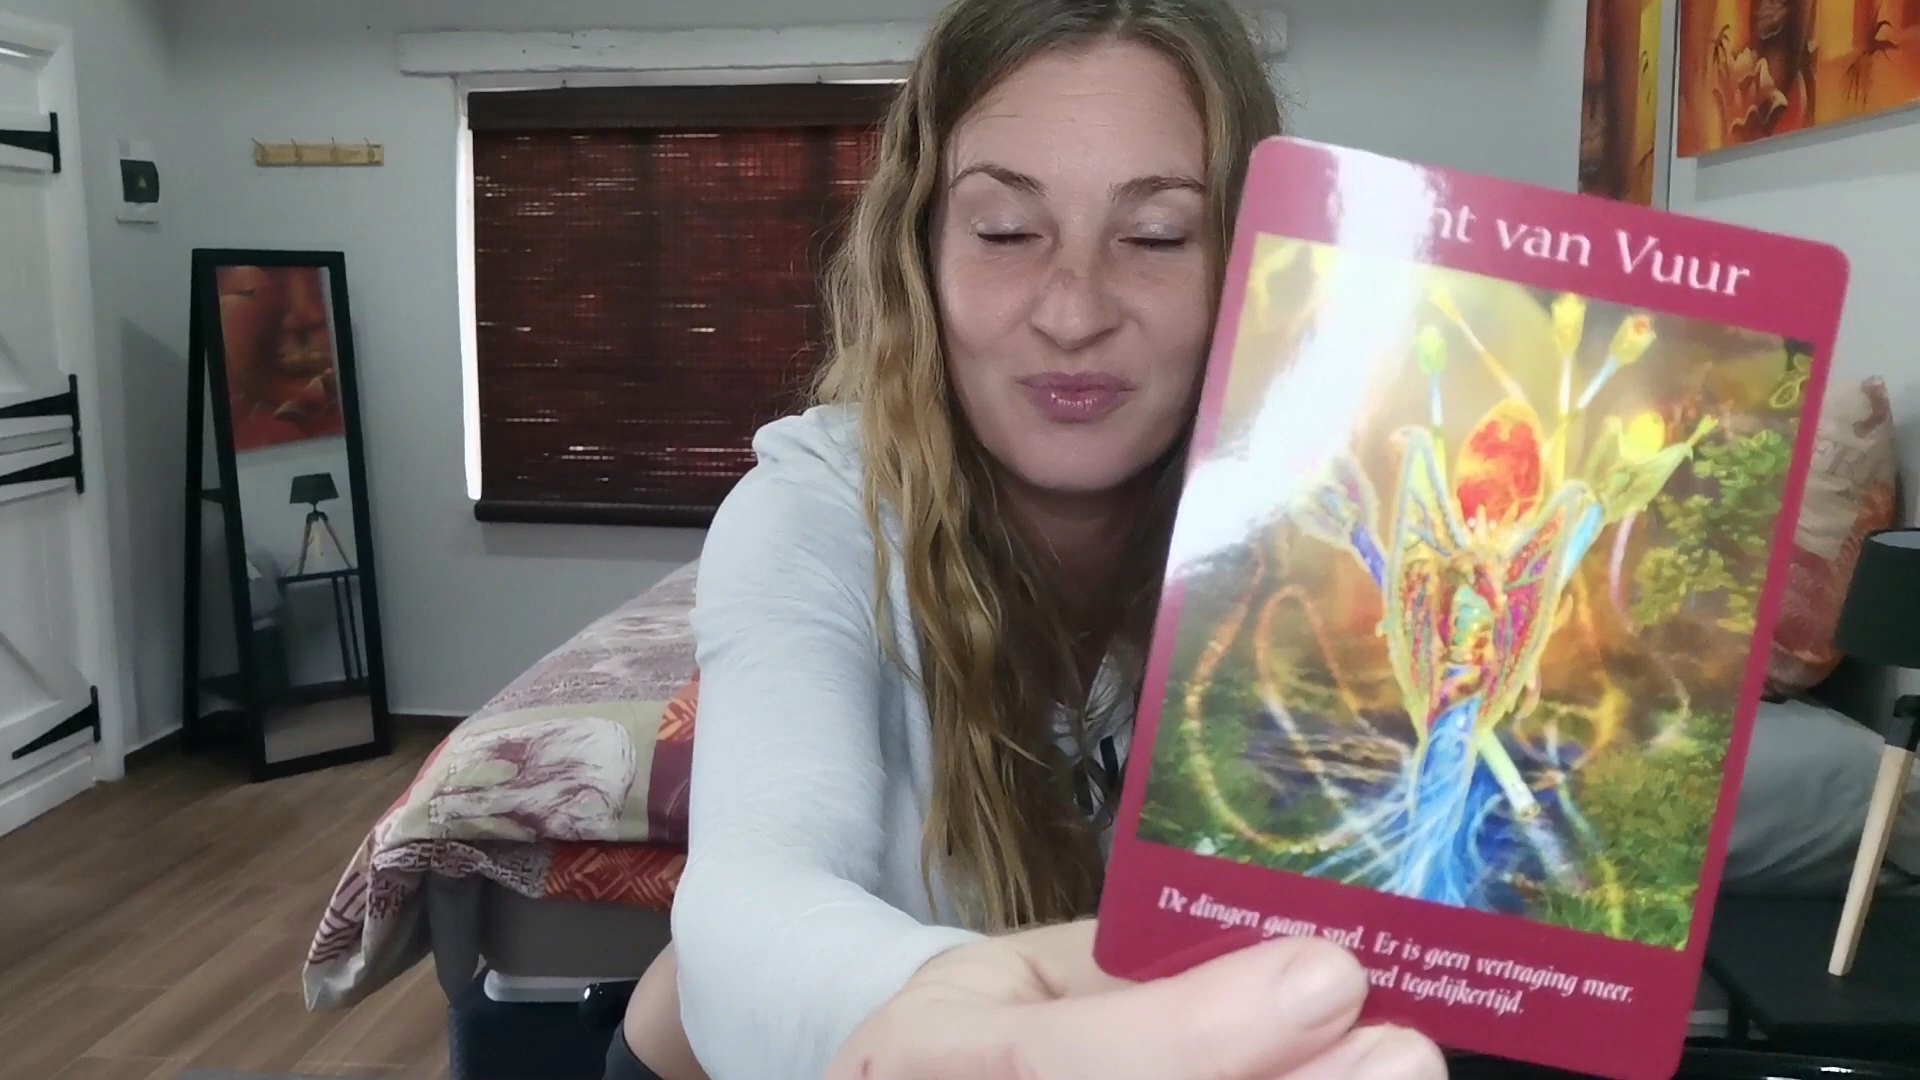 van Vuur
De dingen gaan snel. Er is geen vertraging meer.
tegelijkertijd.